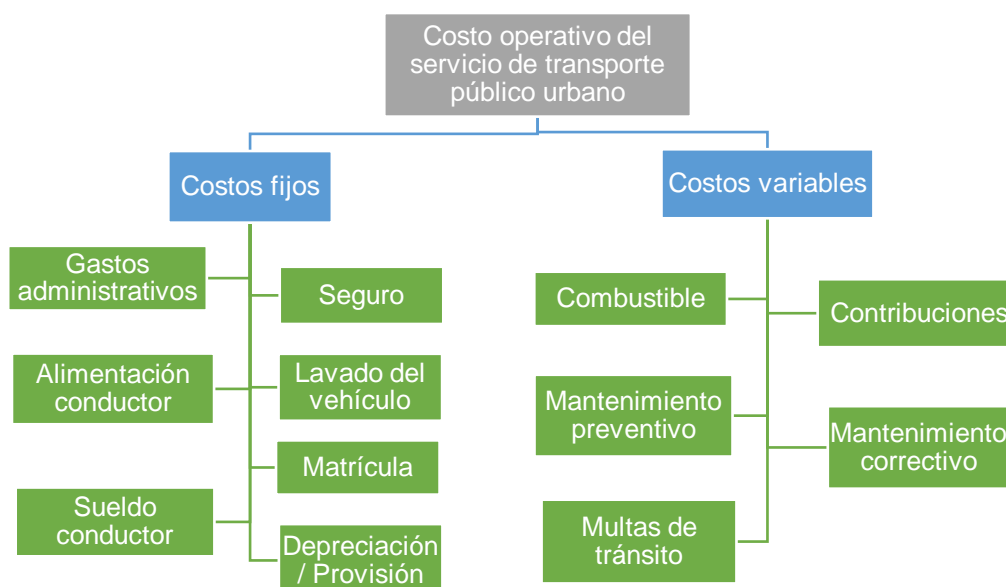 Costo operativo del
servicio de transporte
público urbano
Costos fijos
Costos variables
Gastos
administrativos
Seguro
Alimentación
conductor
Lavado del
vehículo
Matrícula
Sueldo
conductor
Depreciación
/ Provisión
Combustible
Contribuciones
Mantenimiento
preventivo
Mantenimiento
correctivo
Multas de
tránsito